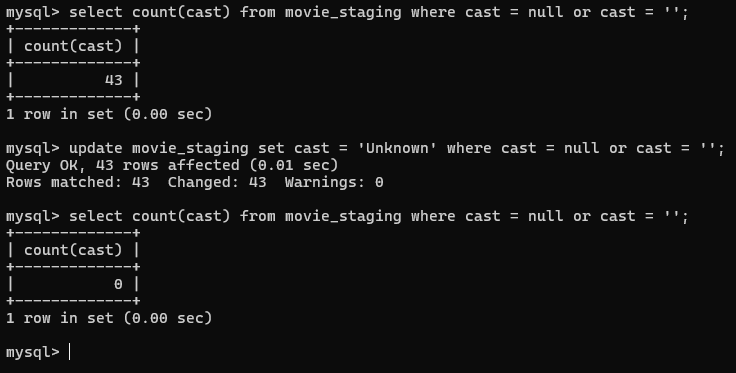 mysql> select count(cast) from movie_staging where cast = null or cast = '';
+-------------+
| count(cast) |
+-------------+
|          43 |
+-------------+
1 row in set (0.00 sec)

mysql> update movie_staging set cast = 'Unknown' where cast = null or cast = '';
Query OK, 43 rows affected (0.01 sec)
Rows matched: 43  Changed: 43  Warnings: 0

mysql> select count(cast) from movie_staging where cast = null or cast = '';
+-------------+
| count(cast) |
+-------------+
|           0 |
+-------------+
1 row in set (0.00 sec)

mysql>